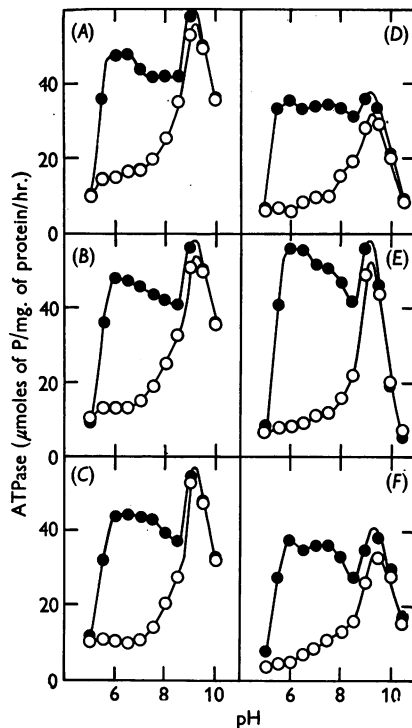 ATPase (μmoles of P/mg. of protein/hr.)
(A)
40
20
0
(B)
40
20
0
(C)
40
20
0
(D)
(E)
(F)
6 8 10 6 8 10
pH